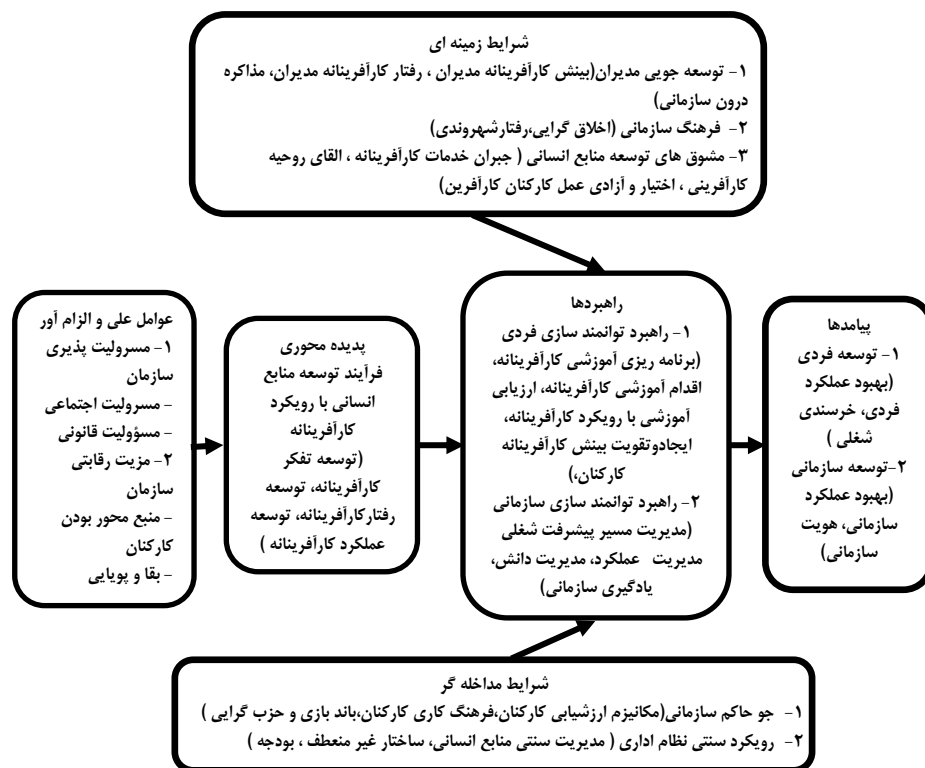 شرایط زمینه ای
۱- توسعه جویی مدیران(بینش کارآفرینانه مدیران ، رفتار کارآفرینانه مدیران، مذاکره
درون سازمانی)
۲- فرهنگ سازمانی (اخلاق گرایی،رفتارشهروندی)
۳- مشوق های توسعه منابع انسانی ( جبران خدمات کارآفرینانه ، القای روحیه
کارآفرینی ، اختیار و آزادی عمل کارکنان کارآفرین)
عوامل علی و الزام آور
۱- مسرولیت پذیری
سازمان
- مسرولیت اجتماعی
- مسؤولیت قانونی
۲- مزیت رقابتی
سازمان
- منبع محور بودن
کارکنان
- بقا و پویایی
پدیده محوری
فرآیند توسعه منابع
انسانی با رویکرد
کارآفرینانه
(توسعه تفکر
کارآفرینانه، توسعه
رفتارکارآفرینانه، توسعه
عملکرد کارآفرینانه )
راهبردها
۱- راهبرد توانمند سازی فردی
(برنامه ریزی آموزشی کارآفرینانه،
اقدام آموزشی کارآفرینانه، ارزیابی
آموزشی با رویکرد کارآفرینانه،
ایجادوتقویت بینش کارآفرینانه
کارکنان،)
۲- راهبرد توانمند سازی سازمانی
(مدیریت مسیر پیشرفت شغلی
مدیریت عملکرد، مدیریت دانش،
یادگیری سازمانی)
پیامدها
۱- توسعه فردی
(بهبود عملکرد
فردی، خرسندی
شغلی )
۲-توسعه سازمانی
(بهبود عملکرد
سازمانی، هویت
سازمانی)
شرایط مداخله گر
۱- جو حاکم سازمانی(مکانیزم ارزشیابی کارکنان،فرهنگ کاری کارکنان،باند بازی و حزب گرایی )
۲- رویکرد سنتی نظام اداری ( مدیریت سنتی منابع انسانی، ساختار غیر منعطف ، بودجه )